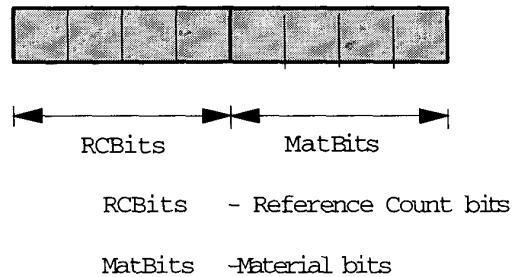 RCBits MatBits
RCBits - Reference Count bits
MatBits -Material bits